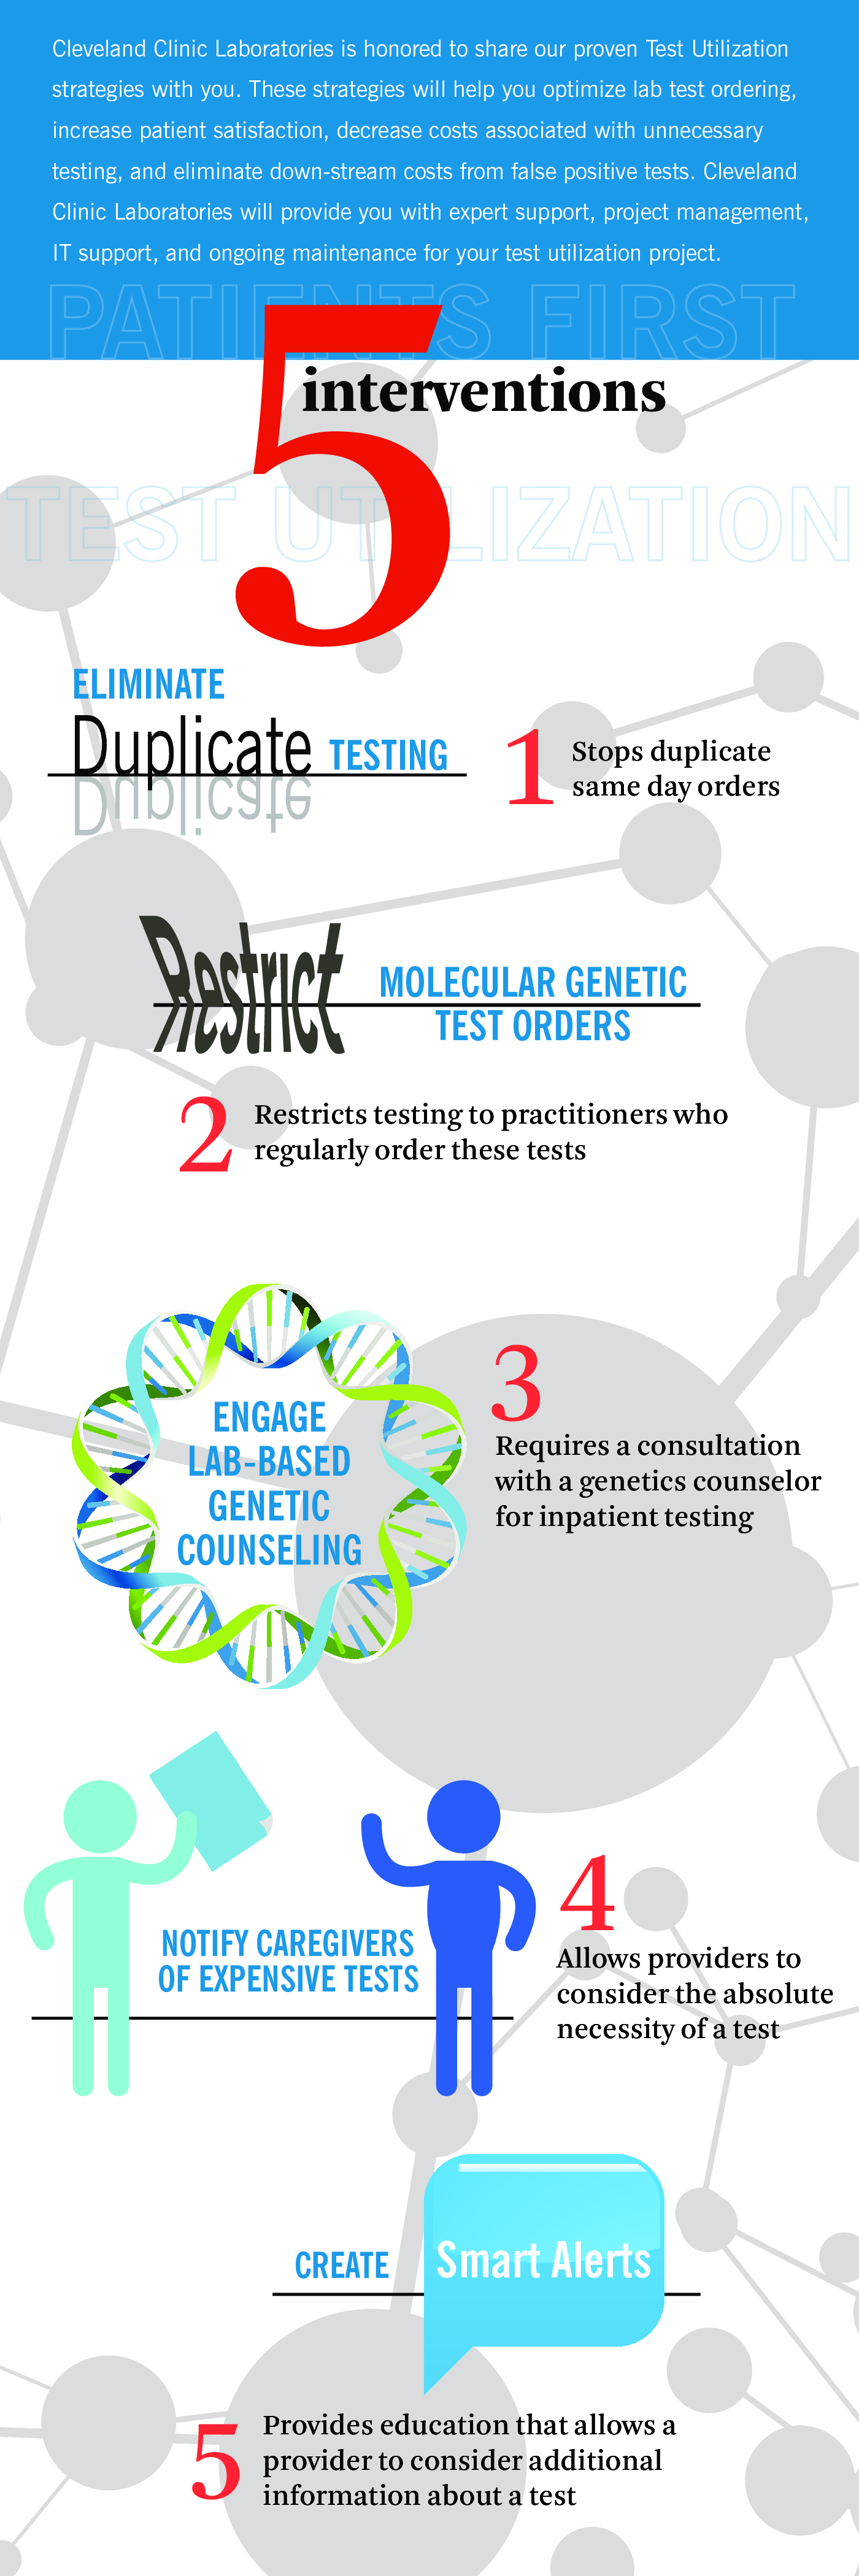 Cleveland Clinic Laboratories is honored to share our proven Test Utilization
strategies with you. These strategies will help you optimize lab test ordering,
increase patient satisfaction, decrease costs associated with unnecessary
testing, and eliminate down-stream costs from false positive tests. Cleveland
Clinic Laboratories will provide you with expert support, project management,
IT support, and ongoing maintenance for your test utilization project.
PATIENTS FIRST
5
interventions
TEST UTILIZATION
ELIMINATE
Duplicate TESTING
Duplicate
1
Stops duplicate
same day orders
Restrict
MOLECULAR GENETIC
TEST ORDERS
2
Restricts testing to practitioners who
regularly order these tests
ENGAGE
LAB-BASED
GENETIC
COUNSELING
3
Requires a consultation
with a genetics counselor
for inpatient testing
NOTIFY CAREGIVERS
OF EXPENSIVE TESTS
4
Allows providers to
consider the absolute
necessity of a test
CREATE Smart Alerts
5
Provides education that allows a
provider to consider additional
information about a test